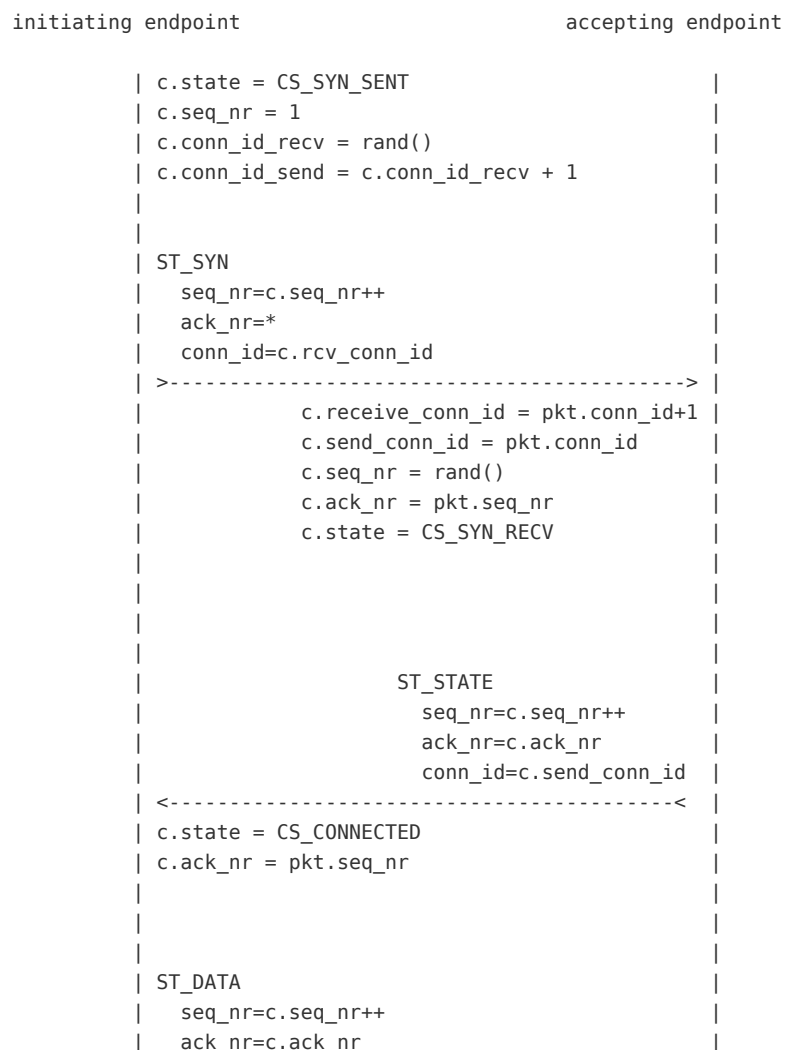 initiating endpoint                           accepting endpoint

          | c.state = CS_SYN_SENT                         |
          | c.seq_nr = 1                                  |
          | c.conn_id_recv = rand()                       |
          | c.conn_id_send = c.conn_id_recv + 1           |
          |                                               |
          |                                               |
          | ST_SYN                                        |
          |   seq_nr=c.seq_nr++                           |
          |   ack_nr=*                                    |
          |   conn_id=c.rcv_conn_id                       |
          | >-------------------------------------------> |
          |             c.receive_conn_id = pkt.conn_id+1 |
          |             c.send_conn_id = pkt.conn_id      |
          |             c.seq_nr = rand()                 |
          |             c.ack_nr = pkt.seq_nr             |
          |             c.state = CS_SYN_RECV             |
          |                                               |
          |                                               |
          |                                               |
          |                                               |
          |                     ST_STATE                  |
          |                       seq_nr=c.seq_nr++       |
          |                       ack_nr=c.ack_nr         |
          |                       conn_id=c.send_conn_id  |
          | <------------------------------------------<  |
          | c.state = CS_CONNECTED                        |
          | c.ack_nr = pkt.seq_nr                         |
          |                                               |
          |                                               |
          |                                               |
          | ST_DATA                                       |
          |   seq_nr=c.seq_nr++                           |
          |   ack_nr=c.ack_nr                             |